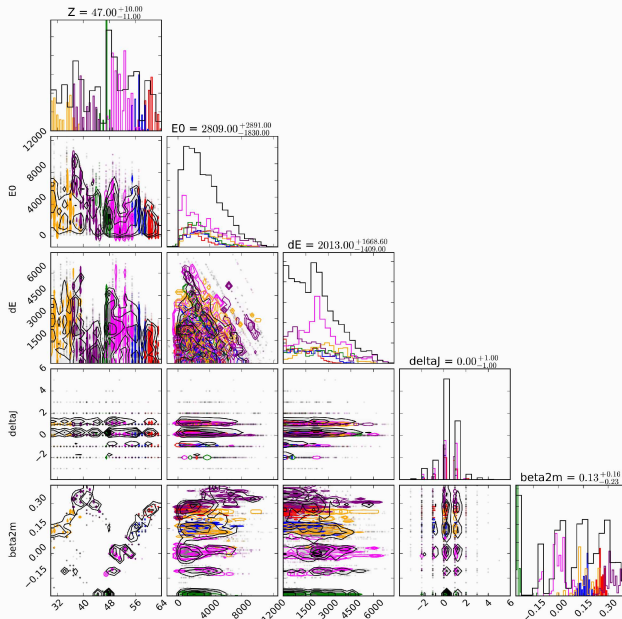 Z = 47.00+10.00−11.00
12000
E0 = 2809.00+2891.00−1830.00
10000
8000
E0
4000
0
dE = 2013.00+1668.60−1409.00
6000
dE
4500
3000
1500
6
deltaJ = 0.00+1.00−1.00
4
deltaJ
2
0
−2
beta2m = 0.13+0.16−0.23
0.30
beta2m
0.15
0.00
−0.15
32 40 48 56 64 0 4000 8000 12000 1500 3000 4500 6000 −2 0 2 4 6 −0.15 0.00 0.15 0.30